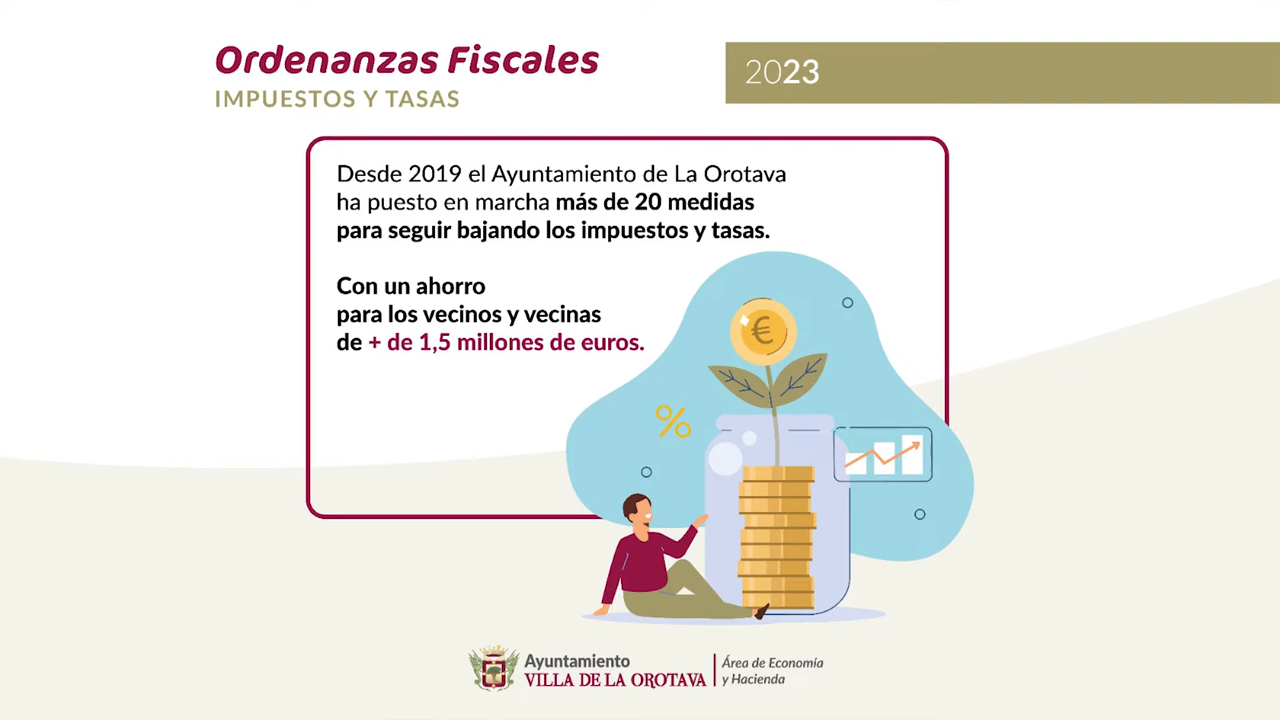 Ordenanzas Fiscales
IMPUESTOS Y TASAS
2023
Desde 2019 el Ayuntamiento de La Orotava
ha puesto en marcha más de 20 medidas
para seguir bajando los impuestos y tasas.
Con un ahorro
para los vecinos y vecinas
de + de 1,5 millones de euros.
€
%
Ayuntamiento
VILLA DE LA OROTAVA
Área de Economía
y Hacienda